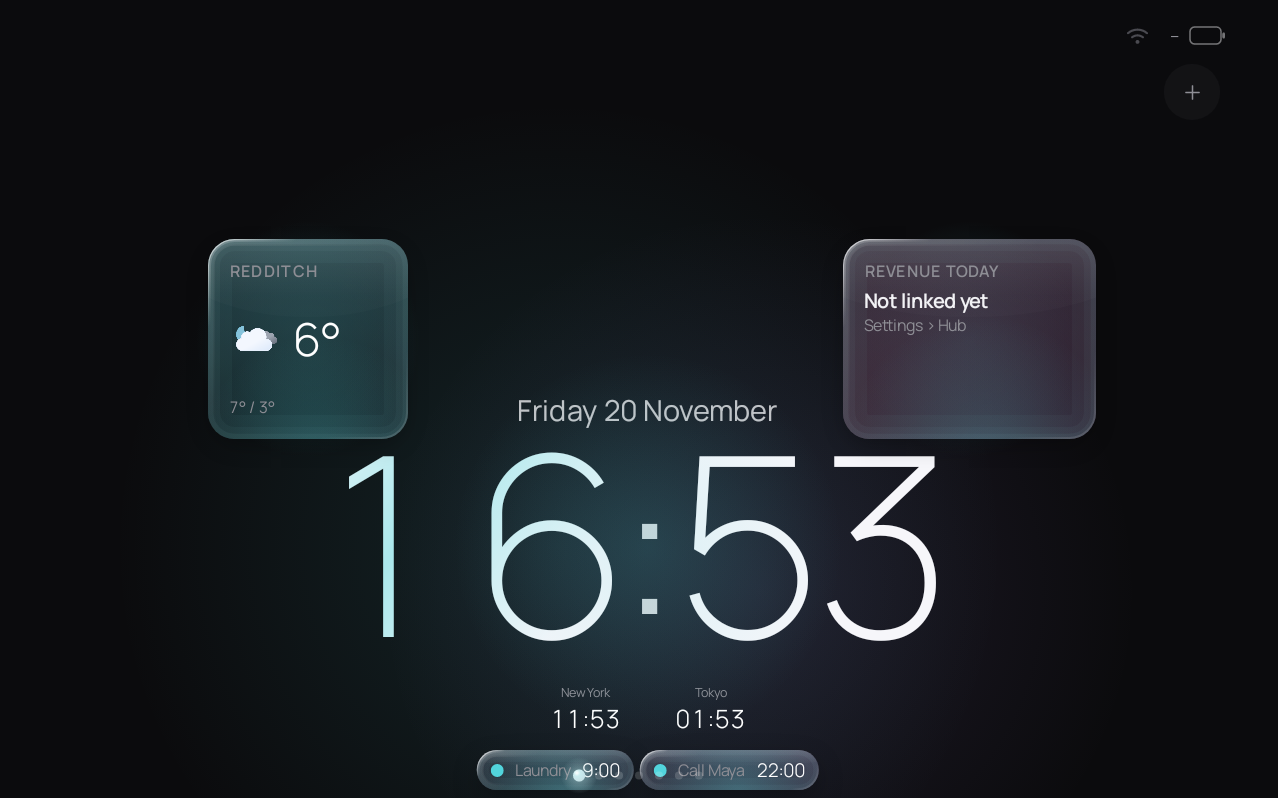 –
+
REDDITCH
6°
7° / 3°
REVENUE TODAY
Not linked yet
Settings › Hub
Friday 20 November
16:53
New York
11:53
Tokyo
01:53
Laundry 9:00
Call Maya 22:00